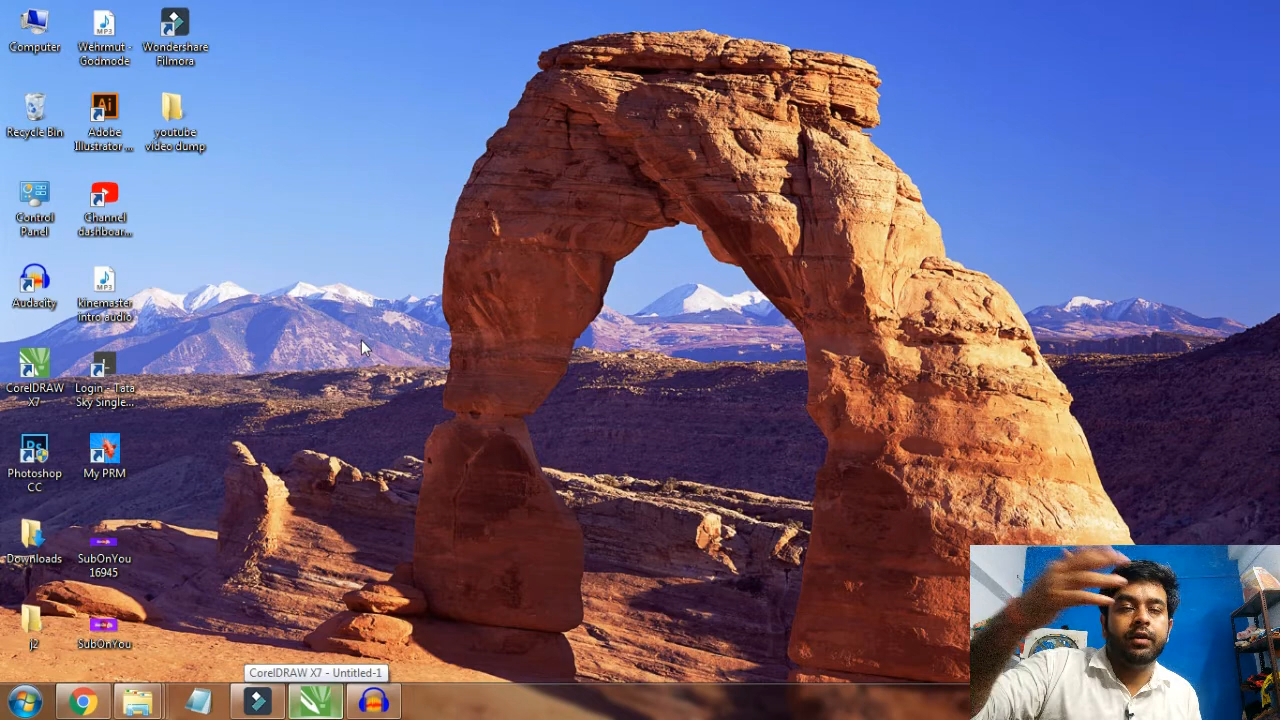 Computer
Wehrmut -
Godmode
Wondershare
Filmora
Recycle Bin
Adobe
Illustrator ...
youtube
video dump
Control
Panel
Channel
dashboar...
Audacity
kinemaster
intro audio
CorelDRAW
X7
Login - Tata
Sky Single...
Photoshop
CC
My PRM
Downloads
SubOnYou
16945
j2
SubOnYou
CorelDRAW X7 - Untitled-1